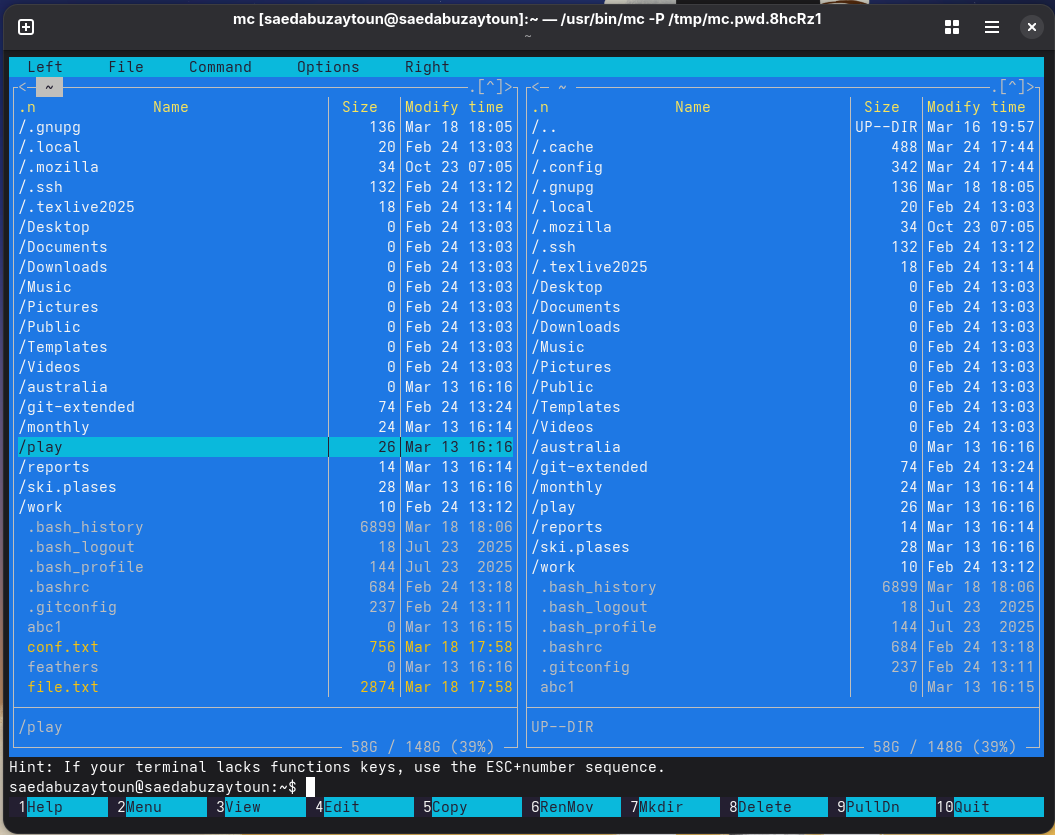 mc [saedabuzaytoun@saedabuzaytoun]:~ — /usr/bin/mc -P /tmp/mc.pwd.8hcRz1
~
Left File Command Options Right
<─ ~ .[^]>
.n Name Size Modify time
/.gnupg 136 Mar 18 18:05
/.local 20 Feb 24 13:03
/.mozilla 34 Oct 23 07:05
/.ssh 132 Feb 24 13:12
/.texlive2025 18 Feb 24 13:14
/Desktop 0 Feb 24 13:03
/Documents 0 Feb 24 13:03
/Downloads 0 Feb 24 13:03
/Music 0 Feb 24 13:03
/Pictures 0 Feb 24 13:03
/Public 0 Feb 24 13:03
/Templates 0 Feb 24 13:03
/Videos 0 Feb 24 13:03
/australia 0 Mar 13 16:16
/git-extended 74 Feb 24 13:24
/monthly 24 Mar 13 16:14
/play 26 Mar 13 16:16
/reports 14 Mar 13 16:14
/ski.plases 28 Mar 13 16:16
/work 10 Feb 24 13:12
.bash_history 6899 Mar 18 18:06
.bash_logout 18 Jul 23 2025
.bash_profile 144 Jul 23 2025
.bashrc 684 Feb 24 13:18
.gitconfig 237 Feb 24 13:11
abc1 0 Mar 13 16:15
conf.txt 756 Mar 18 17:58
feathers 0 Mar 13 16:16
file.txt 2874 Mar 18 17:58
/play
58G / 148G (39%)
<─ ~ .[^]>
.n Name Size Modify time
/.. UP--DIR Mar 16 19:57
/.cache 488 Mar 24 17:44
/.config 342 Mar 24 17:44
/.gnupg 136 Mar 18 18:05
/.local 20 Feb 24 13:03
/.mozilla 34 Oct 23 07:05
/.ssh 132 Feb 24 13:12
/.texlive2025 18 Feb 24 13:14
/Desktop 0 Feb 24 13:03
/Documents 0 Feb 24 13:03
/Downloads 0 Feb 24 13:03
/Music 0 Feb 24 13:03
/Pictures 0 Feb 24 13:03
/Public 0 Feb 24 13:03
/Templates 0 Feb 24 13:03
/Videos 0 Feb 24 13:03
/australia 0 Mar 13 16:16
/git-extended 74 Feb 24 13:24
/monthly 24 Mar 13 16:14
/play 26 Mar 13 16:16
/reports 14 Mar 13 16:14
/ski.plases 28 Mar 13 16:16
/work 10 Feb 24 13:12
.bash_history 6899 Mar 18 18:06
.bash_logout 18 Jul 23 2025
.bash_profile 144 Jul 23 2025
.bashrc 684 Feb 24 13:18
.gitconfig 237 Feb 24 13:11
abc1 0 Mar 13 16:15
UP--DIR
58G / 148G (39%)
Hint: If your terminal lacks functions keys, use the ESC+number sequence.
saedabuzaytoun@saedabuzaytoun:~$
1Help 2Menu 3View 4Edit 5Copy 6RenMov 7Mkdir 8Delete 9PullDn 10Quit